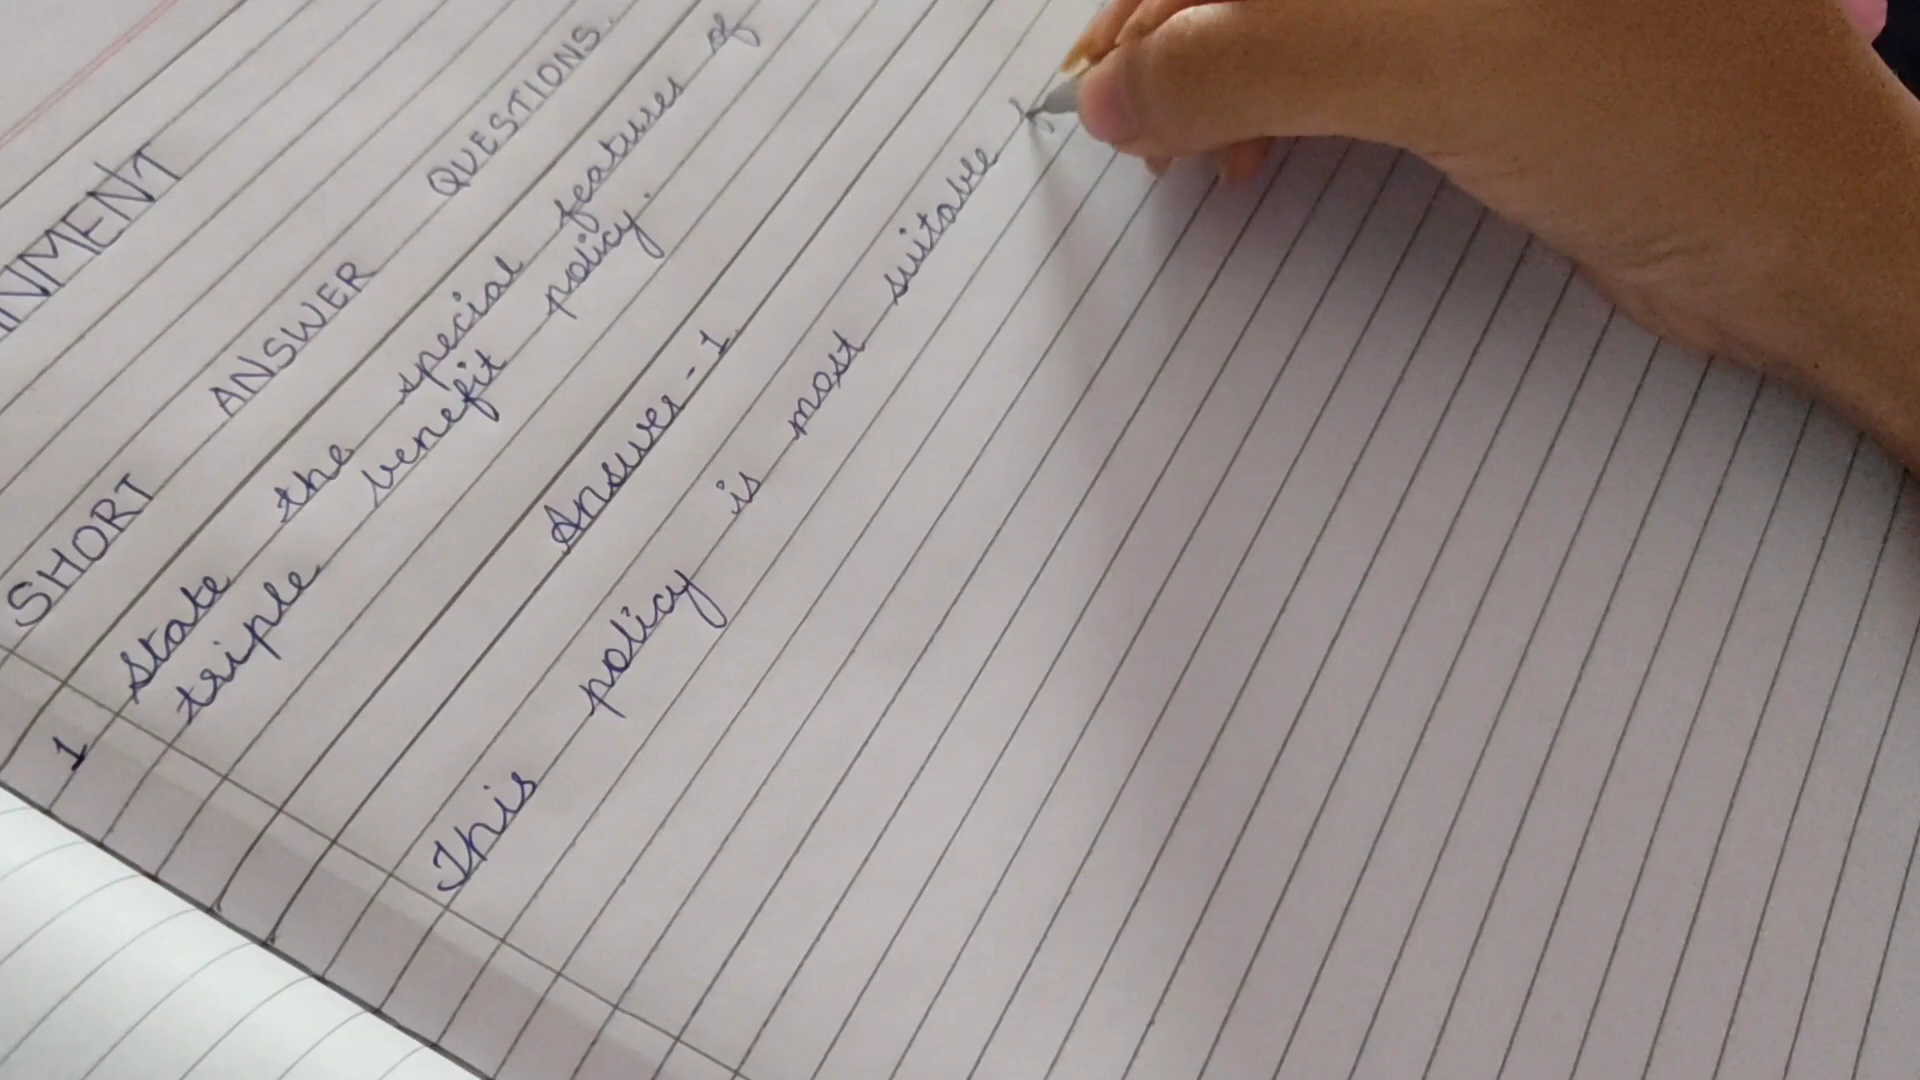 NMENT
SHORT ANSWER QUESTIONS.
1 State the special features of
triple benefit policy.
Answer - 1
This policy is most suitable